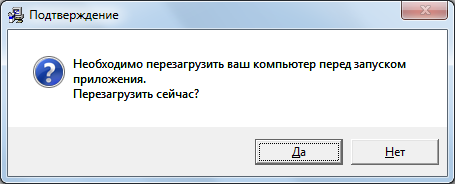 Подтверждение
Необходимо перезагрузить ваш компьютер перед запуском
приложения.
Перезагрузить сейчас?
Да
Нет